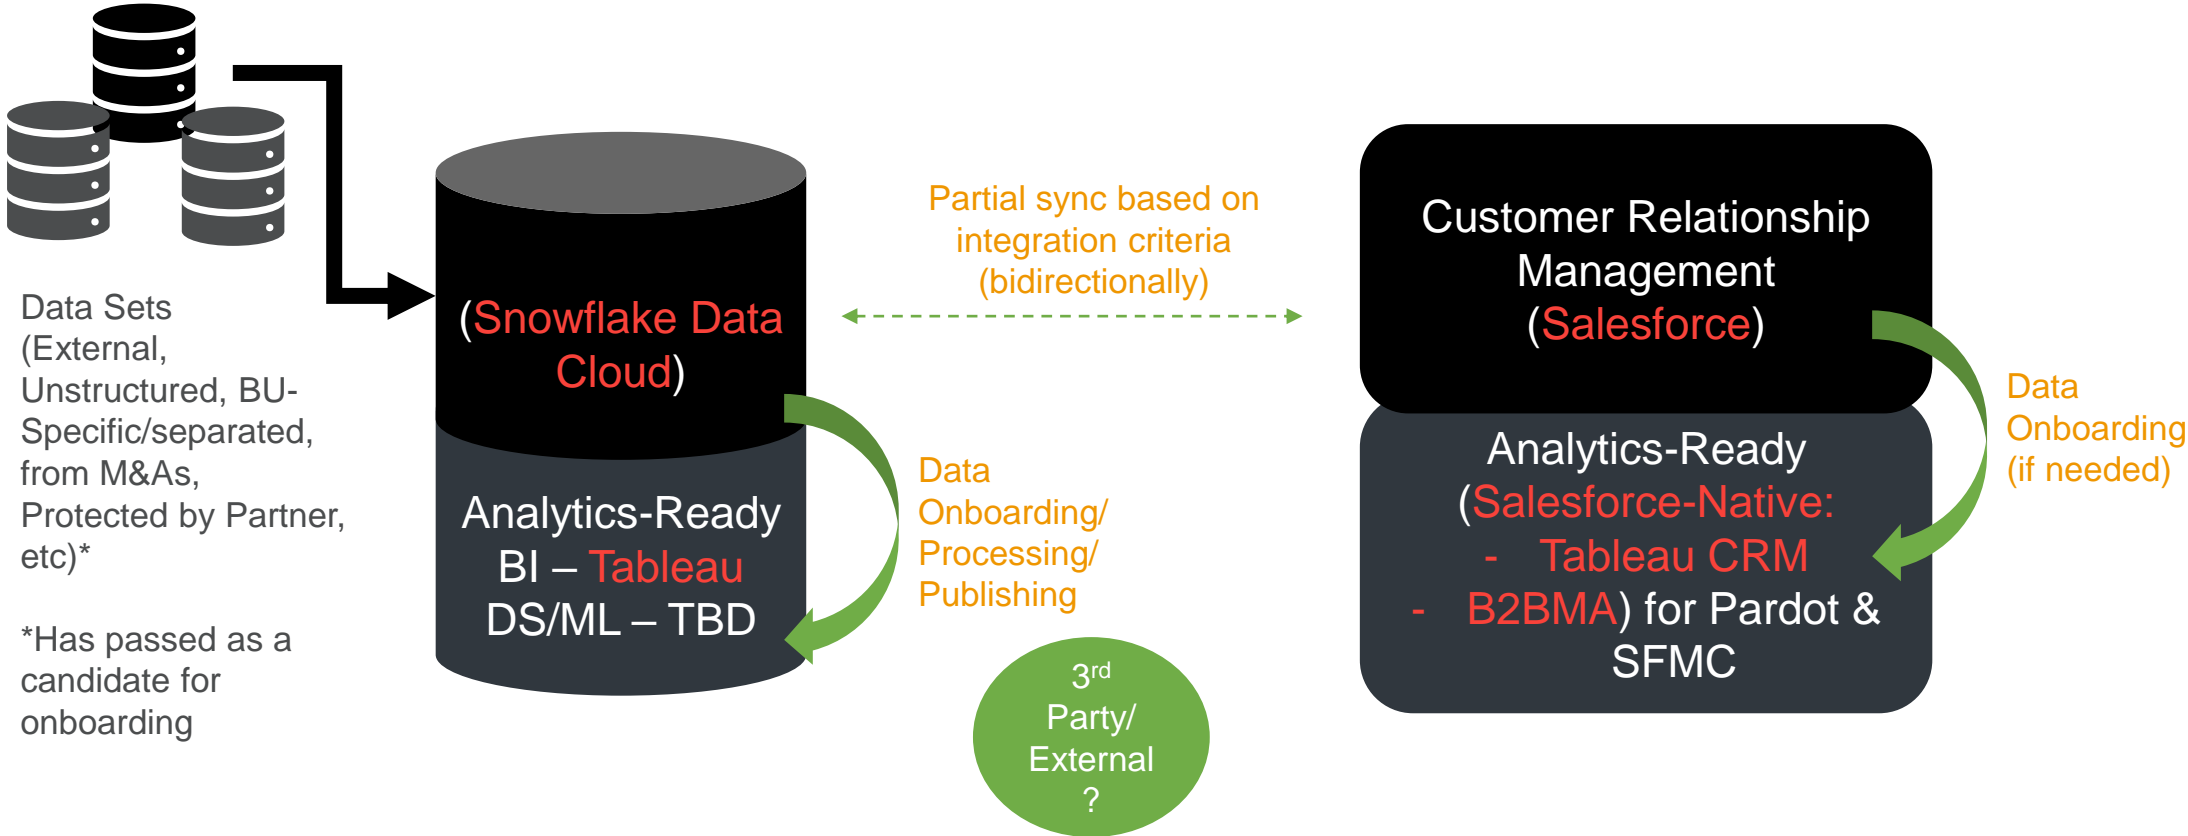 Data Sets
(External,
Unstructured, BU-
Specific/separated,
from M&As,
Protected by Partner,
etc)*
*Has passed as a
candidate for
onboarding
(Snowflake Data
Cloud)
Analytics-Ready
BI – Tableau
DS/ML – TBD
Partial sync based on
integration criteria
(bidirectionally)
Data
Onboarding/
Processing/
Publishing
3rd
Party/
External
?
Customer Relationship
Management
(Salesforce)
Analytics-Ready
(Salesforce-Native:
- Tableau CRM
- B2BMA) for Pardot &
SFMC
Data
Onboarding
(if needed)